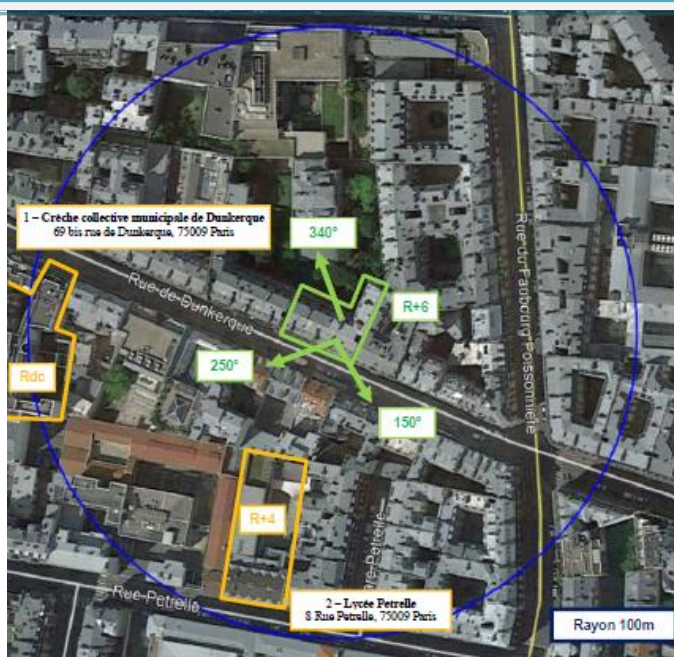 1 – Crèche collective municipale de Dunkerque
69 bis rue de Dunkerque, 75009 Paris
340°
Rue de Dunkerque
R+6
Rue du Faubourg Poissonnière
Rdc
250°
150°
R+4
re Petrelle
Rue Petrelle
2 – Lycée Petrelle
8 Rue Petrelle, 75009 Paris
Rayon 100m